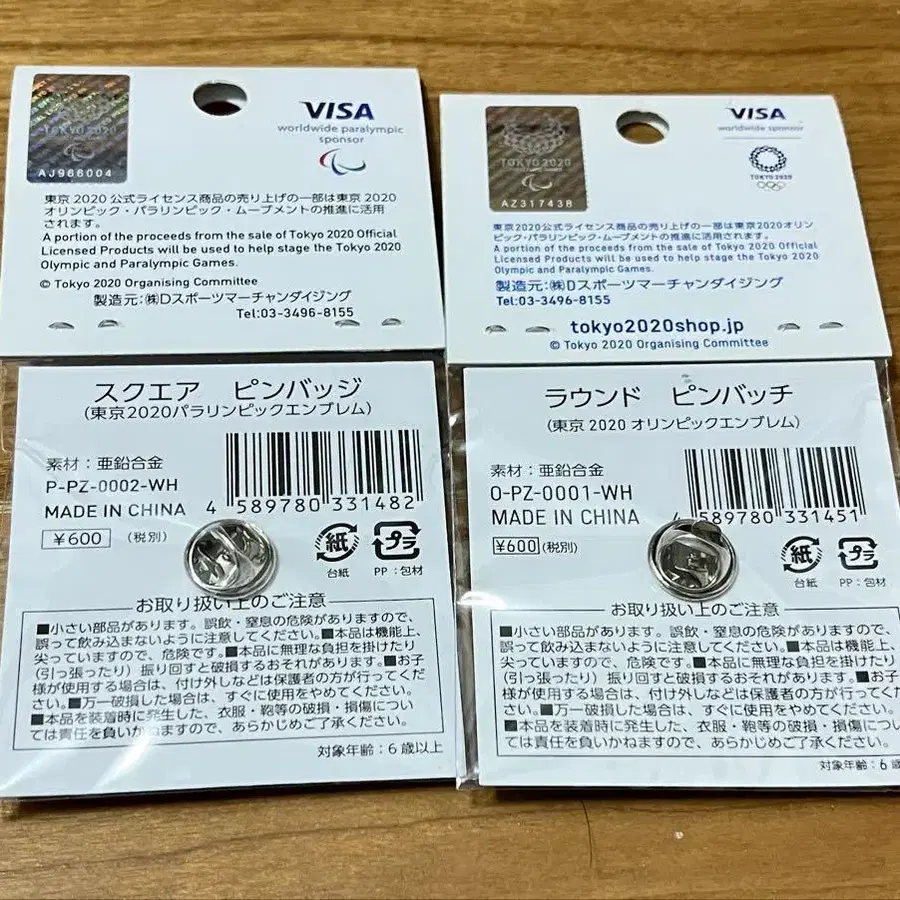 TOKYO 2020
AJ966004
VISA
worldwide paralympic
sponsor
東京2020公式ライセンス商品の売り上げの一部は東京2020
オリンピック・パラリンピック・ムーブメントの推進に活用
されます。
A portion of the proceeds from the sale of Tokyo 2020 Official
Licensed Products will be used to help stage the Tokyo 2020
Olympic and Paralympic Games.
© Tokyo 2020 Organising Committee
製造元:㈱Dスポーツマーチャンダイジング
Tel:03-3496-8155
スクエア ピンバッジ
(東京2020パラリンピックエンブレム)
素材:亜鉛合金
P-PZ-0002-WH
MADE IN CHINA
4 589780 331482
¥600 (税別)
紙
台紙
プラ
PP:包材
お取り扱い上のご注意
■小さい部品があります。誤飲・窒息の危険がありますので、
誤って飲み込まないように注意してください。■本品は機能上、
尖っていますので、危険です。■本品に無理な負担を掛けたり
(引っ張ったり)振り回すと破損するおそれがあります。■お子
様が使用する場合は、付け外しなどは保護者の方が行ってくだ
さい。■万一破損した場合は、すぐに使用をやめてください。
■本品を装着時に発生した、衣服・鞄等の破損・損傷につい
ては責任を負いかねますので、あらかじめご了承ください。
対象年齢:6歳以上
TOKYO 2020
AZ317438
VISA
worldwide sponsor
TOKYO 2020
東京2020公式ライセンス商品の売り上げの一部は東京2020オリン
ピック・パラリンピック・ムーブメントの推進に活用されます。
A portion of the proceeds from the sale of Tokyo 2020 Official
Licensed Products will be used to help stage the Tokyo 2020
Olympic and Paralympic Games.
製造元:㈱Dスポーツマーチャンダイジング
Tel:03-3496-8155
tokyo2020shop.jp
© Tokyo 2020 Organising Committee
ラウンド ピンバッチ
(東京2020オリンピックエンブレム)
素材:亜鉛合金
O-PZ-0001-WH
MADE IN CHINA
4 589780 331451
¥600 (税別)
紙
台紙
プラ
PP:包材
お取り扱い上のご注意
■小さい部品があります。誤飲・窒息の危険がありますので、
誤って飲み込まないように注意してください。■本品は機能上、
尖っていますので、危険です。■本品に無理な負担を掛けたり
(引っ張ったり)振り回すと破損するおそれがあります。■お子
様が使用する場合は、付け外しなどは保護者の方が行ってくだ
さい。■万一破損した場合は、すぐに使用をやめてください。
■本品を装着時に発生した、衣服・鞄等の破損・損傷につい
ては責任を負いかねますので、あらかじめご了承ください。
対象年齢:6歳